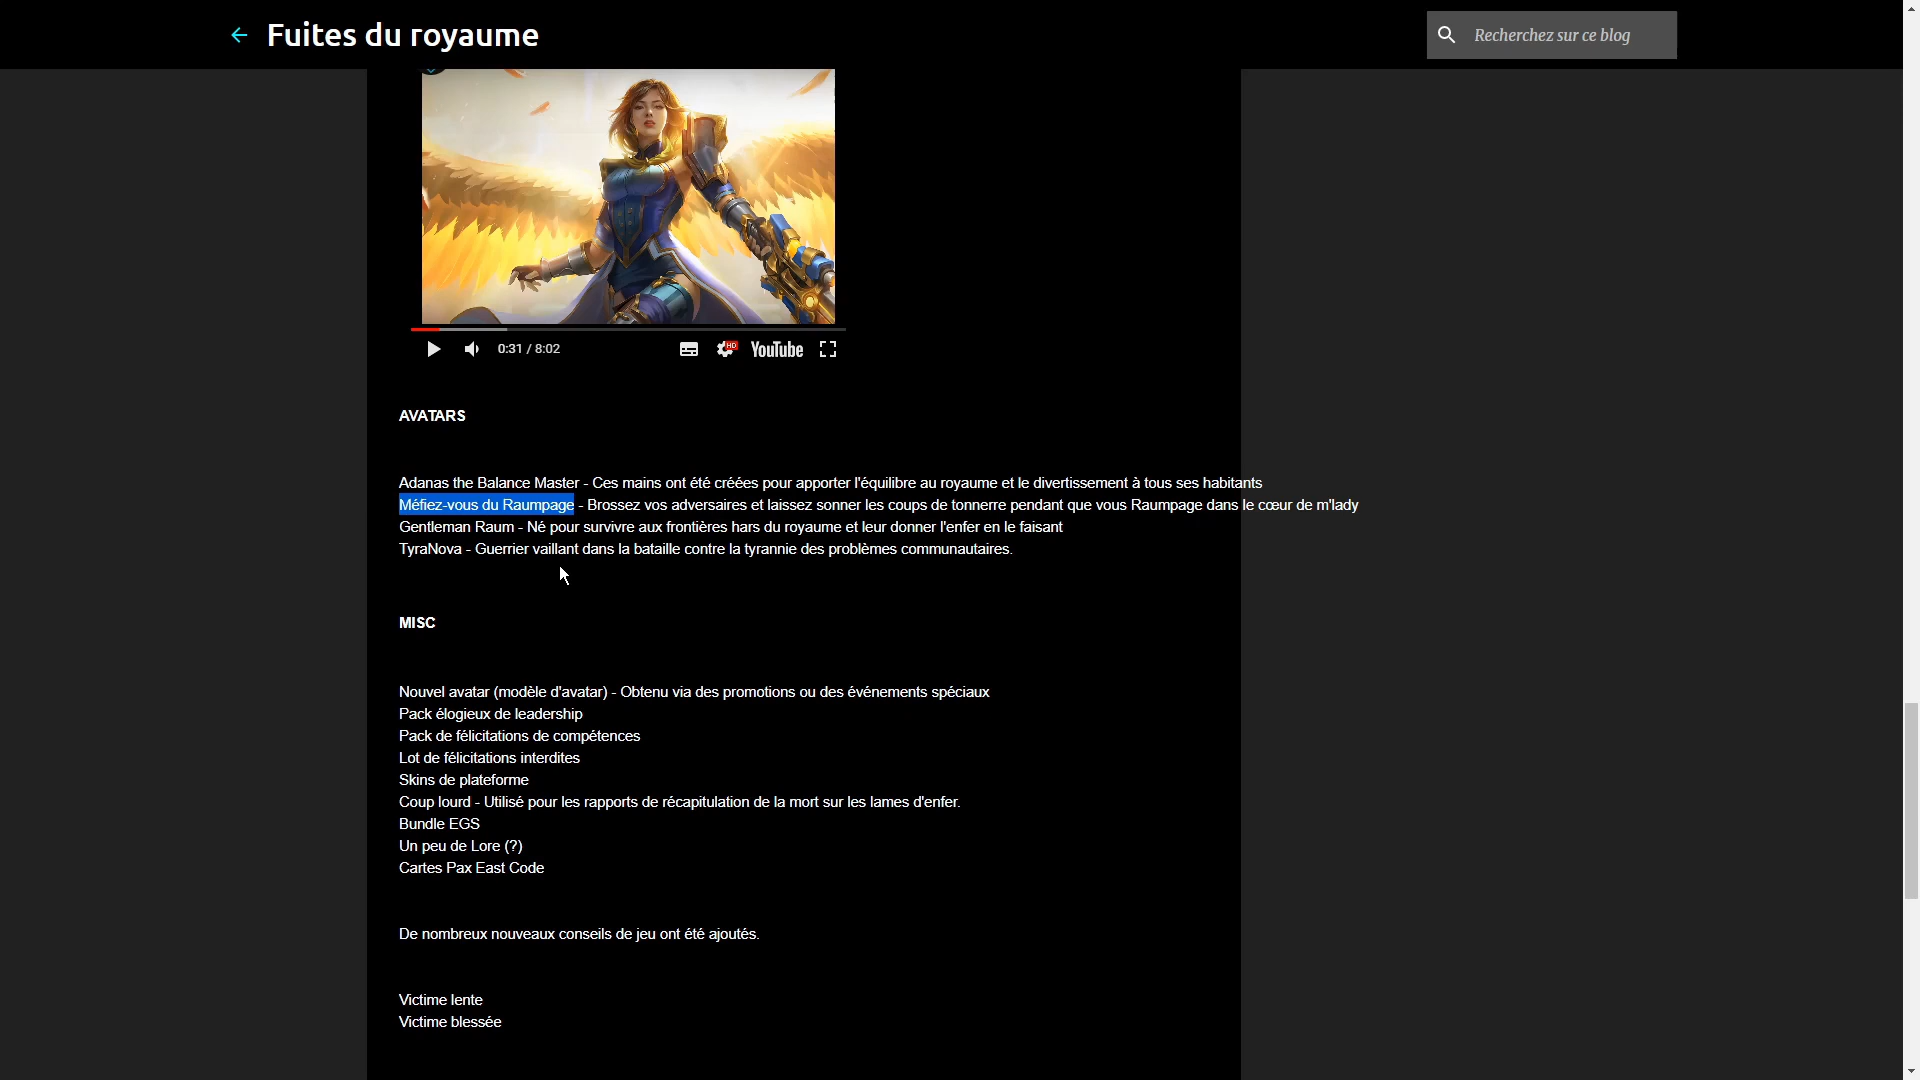 Fuites du royaume
Recherchez sur ce blog
0:31 / 8:02
HD
YouTube
AVATARS
Adanas the Balance Master - Ces mains ont été créées pour apporter l'équilibre au royaume et le divertissement à tous ses habitants
Méfiez-vous du Raumpage - Brossez vos adversaires et laissez sonner les coups de tonnerre pendant que vous Raumpage dans le cœur de m'lady
Gentleman Raum - Né pour survivre aux frontières hars du royaume et leur donner l'enfer en le faisant
TyraNova - Guerrier vaillant dans la bataille contre la tyrannie des problèmes communautaires.
MISC
Nouvel avatar (modèle d'avatar) - Obtenu via des promotions ou des événements spéciaux
Pack élogieux de leadership
Pack de félicitations de compétences
Lot de félicitations interdites
Skins de plateforme
Coup lourd - Utilisé pour les rapports de récapitulation de la mort sur les lames d'enfer.
Bundle EGS
Un peu de Lore (?)
Cartes Pax East Code
De nombreux nouveaux conseils de jeu ont été ajoutés.
Victime lente
Victime blessée